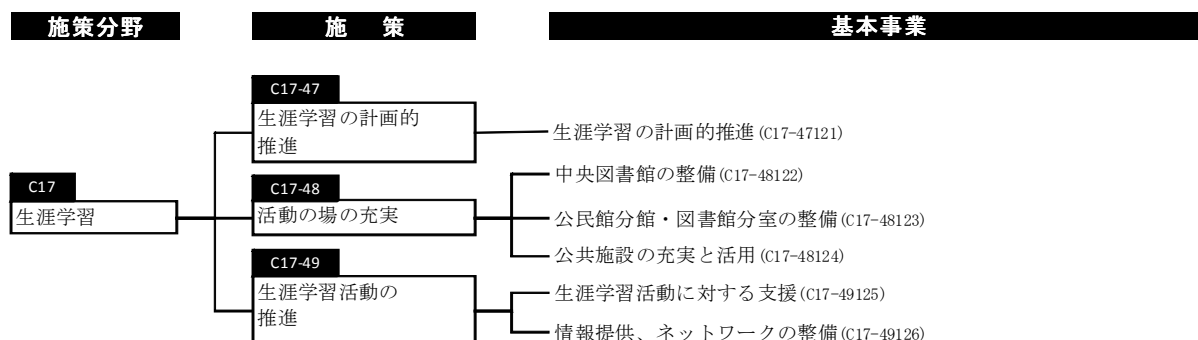 施策分野
施　策
基本事業
C17
生涯学習
C17-47
生涯学習の計画的
推進
C17-48
活動の場の充実
C17-49
生涯学習活動の
推進
生涯学習の計画的推進(C17-47121)
中央図書館の整備(C17-48122)
公民館分館・図書館分室の整備(C17-48123)
公共施設の充実と活用(C17-48124)
生涯学習活動に対する支援(C17-49125)
情報提供、ネットワークの整備(C17-49126)